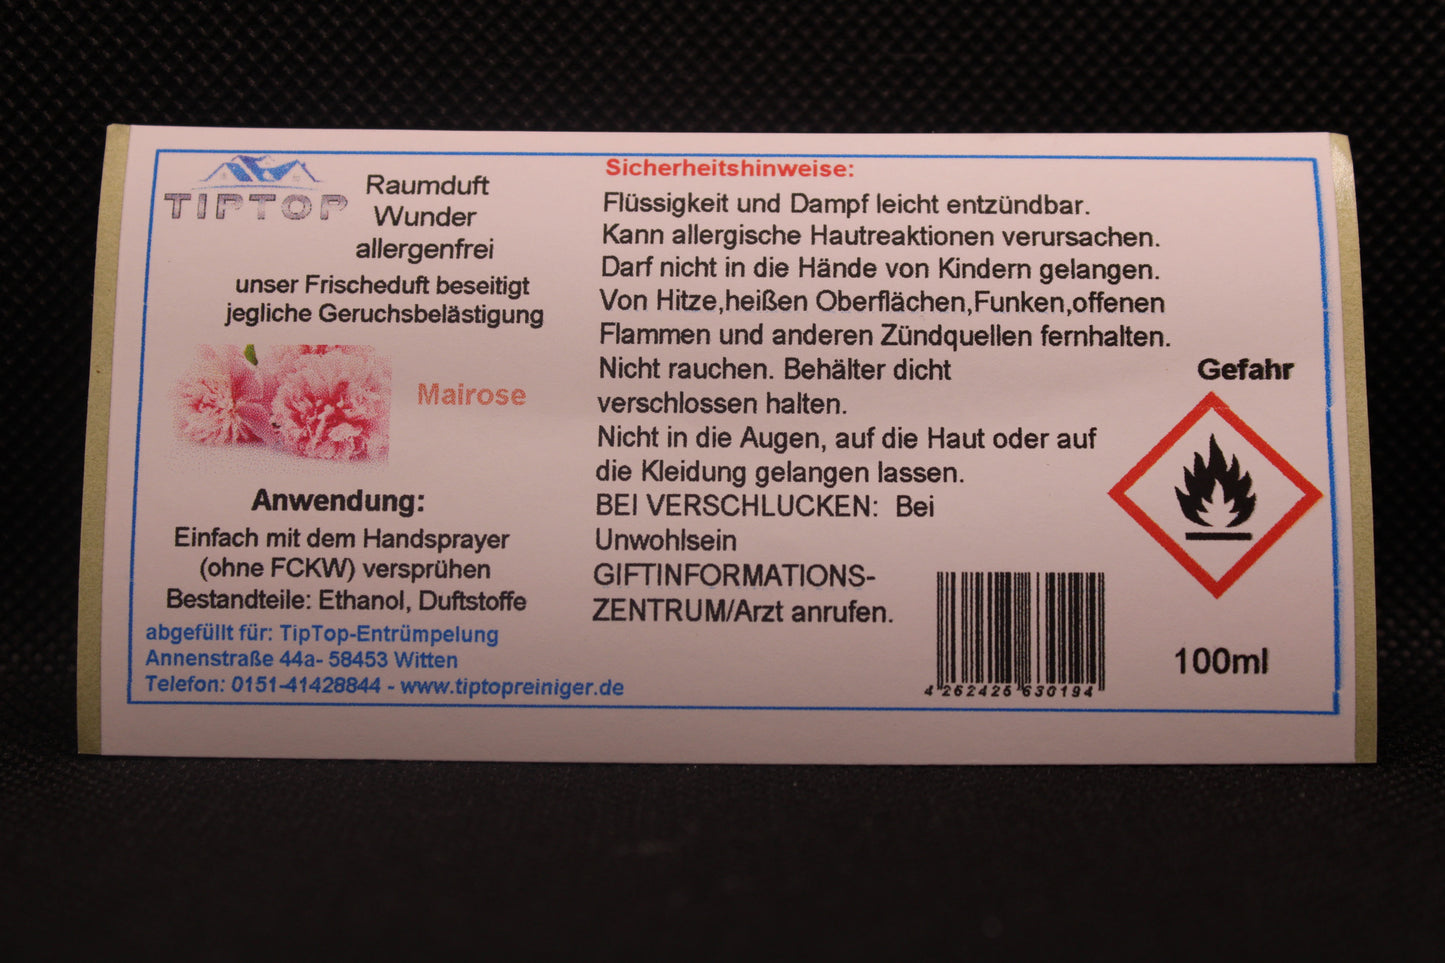 TIPTOP
Raumduft
Wunder
allergenfrei
unser Frischeduft beseitigt
jegliche Geruchsbelästigung
Mairose
Anwendung:
Einfach mit dem Handsprayer
(ohne FCKW) versprühen
Bestandteile: Ethanol, Duftstoffe
abgefüllt für: TipTop-Entrümpelung
Annenstraße 44a- 58453 Witten
Telefon: 0151-41428844 - www.tiptopreiniger.de
Sicherheitshinweise:
Flüssigkeit und Dampf leicht entzündbar.
Kann allergische Hautreaktionen verursachen.
Darf nicht in die Hände von Kindern gelangen.
Von Hitze,heißen Oberflächen,Funken,offenen
Flammen und anderen Zündquellen fernhalten.
Nicht rauchen. Behälter dicht
verschlossen halten.
Nicht in die Augen, auf die Haut oder auf
die Kleidung gelangen lassen.
BEI VERSCHLUCKEN: Bei
Unwohlsein
GIFTINFORMATIONS-
ZENTRUM/Arzt anrufen.
4 262426 630194
Gefahr
100ml